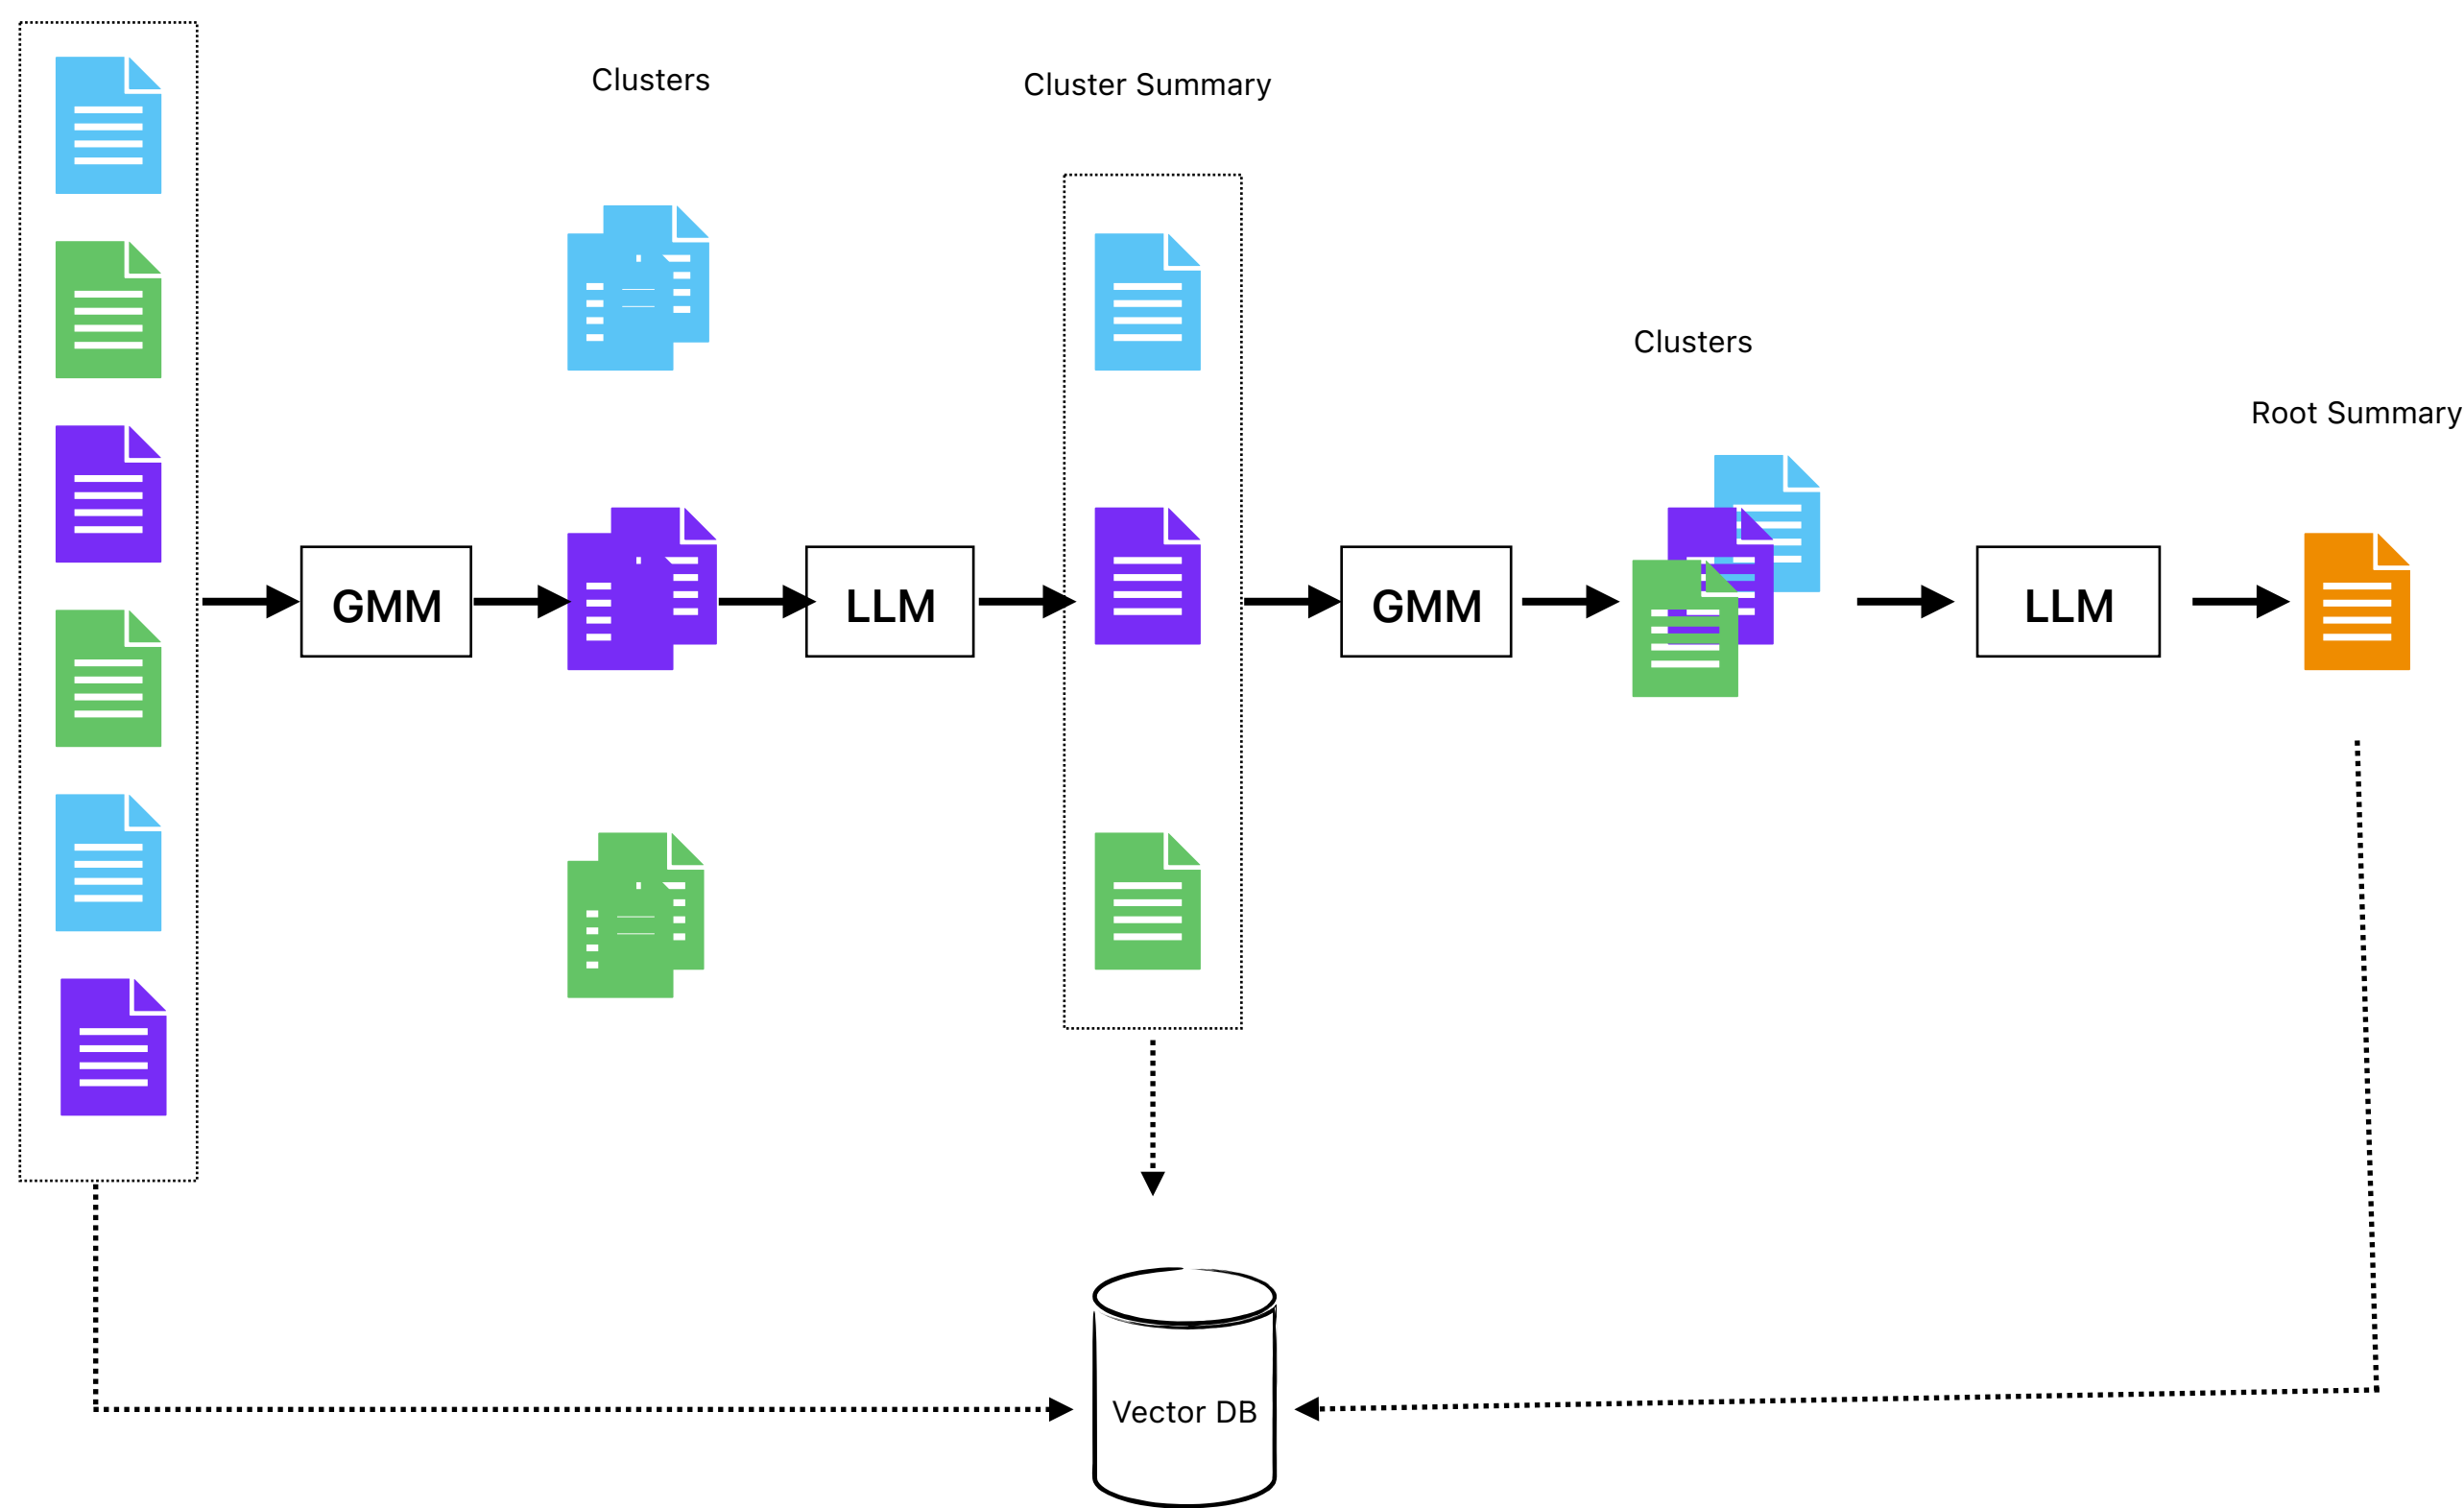 Clusters
Cluster Summary
Clusters
Root Summary
GMM
LLM
GMM
LLM
Vector DB